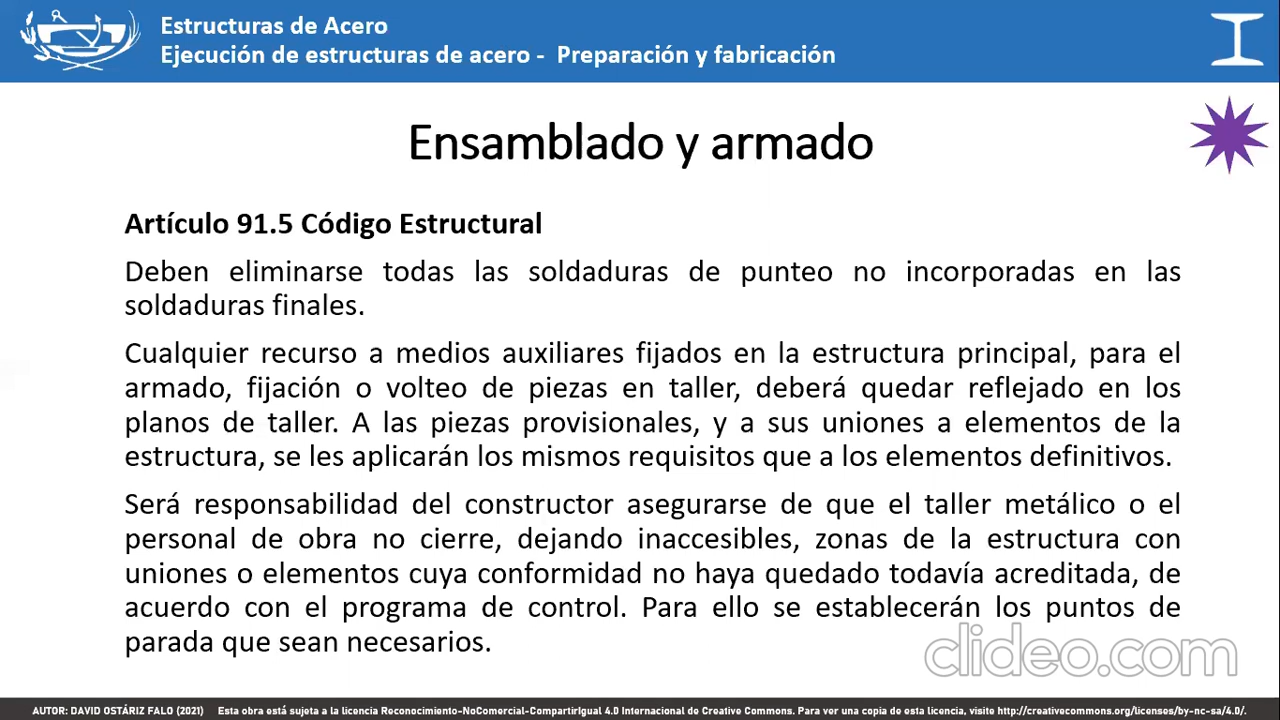 Estructuras de Acero
Ejecución de estructuras de acero - Preparación y fabricación
Ensamblado y armado
Artículo 91.5 Código Estructural
Deben eliminarse todas las soldaduras de punteo no incorporadas en las
soldaduras finales.
Cualquier recurso a medios auxiliares fijados en la estructura principal, para el
armado, fijación o volteo de piezas en taller, deberá quedar reflejado en los
planos de taller. A las piezas provisionales, y a sus uniones a elementos de la
estructura, se les aplicarán los mismos requisitos que a los elementos definitivos.
Será responsabilidad del constructor asegurarse de que el taller metálico o el
personal de obra no cierre, dejando inaccesibles, zonas de la estructura con
uniones o elementos cuya conformidad no haya quedado todavía acreditada, de
acuerdo con el programa de control. Para ello se establecerán los puntos de
parada que sean necesarios.
clideo.com
AUTOR: DAVID OSTÁRIZ FALO (2021) Esta obra está sujeta a la licencia Reconocimiento-NoComercial-CompartirIgual 4.0 Internacional de Creative Commons. Para ver una copia de esta licencia, visite http://creativecommons.org/licenses/by-nc-sa/4.0/.